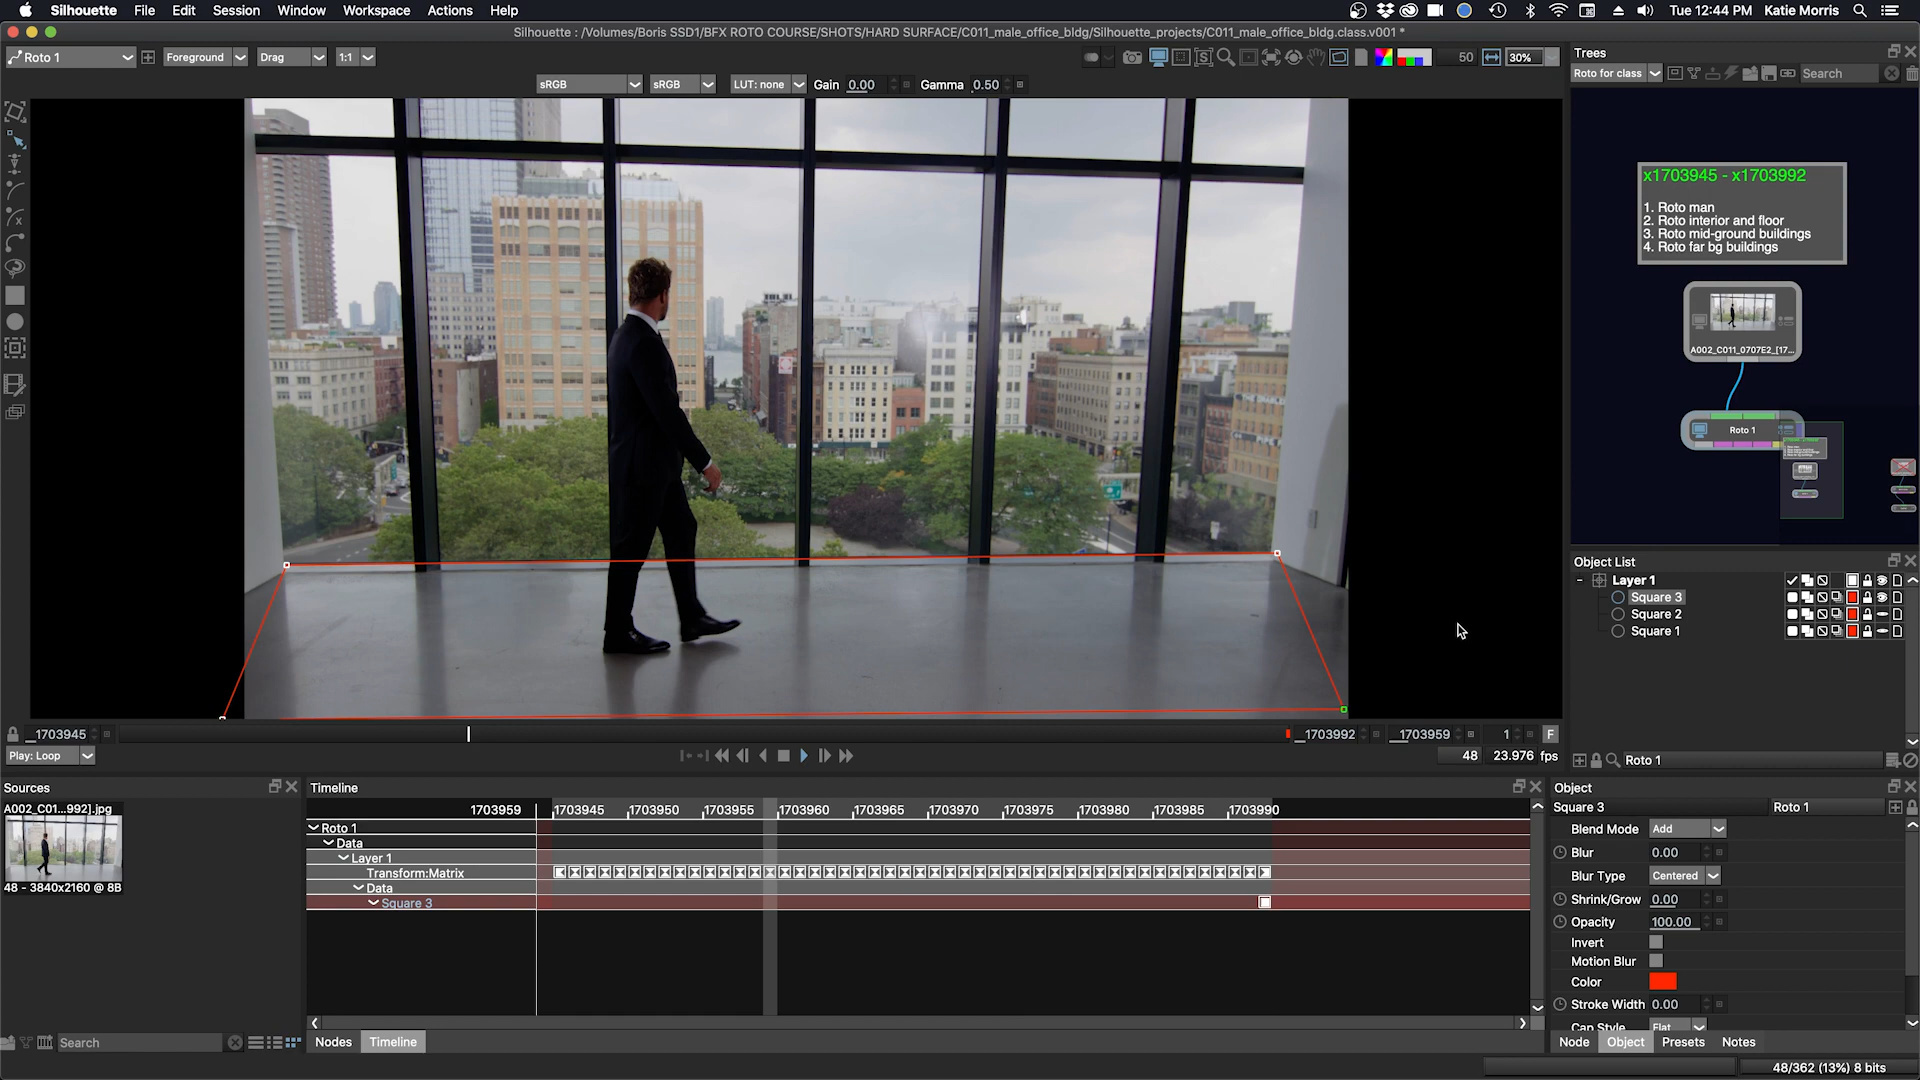 Silhouette File Edit Session Window Workspace Actions Help
Tue 12:44 PM Katie Morris
Silhouette : /Volumes/Boris SSD1/BFX ROTO COURSE/SHOTS/HARD SURFACE/C011_male_office_bldg/Silhouette_projects/C011_male_office_bldg.class.v001 *
Roto 1 Foreground Drag 1:1 50 30%
sRGB sRGB LUT: none Gain 0.00 Gamma 0.50
Trees
Roto for class Search
x1703945 - x1703992
1. Roto man
2. Roto interior and floor
3. Roto mid-ground buildings
4. Roto far bg buildings
A002_C011_0707E2_[17...
Roto 1
Object List
Layer 1
Square 3
Square 2
Square 1
Roto 1
1703945 1703992 1703959 1 F
Play: Loop 48 23.976 fps
Sources
A002_C01...992].jpg
48 - 3840x2160 @ 8B
Search
Timeline
1703959 1703945 1703950 1703955 1703960 1703965 1703970 1703975 1703980 1703985 1703990
Roto 1
Data
Layer 1
Transform:Matrix
Data
Square 3
Nodes Timeline
Object
Square 3 Roto 1
Blend Mode Add
Blur 0.00
Blur Type Centered
Shrink/Grow 0.00
Opacity 100.00
Invert
Motion Blur
Color
Stroke Width 0.00
Cap Style Flat
Node Object Presets Notes
48/362 (13%) 8 bits